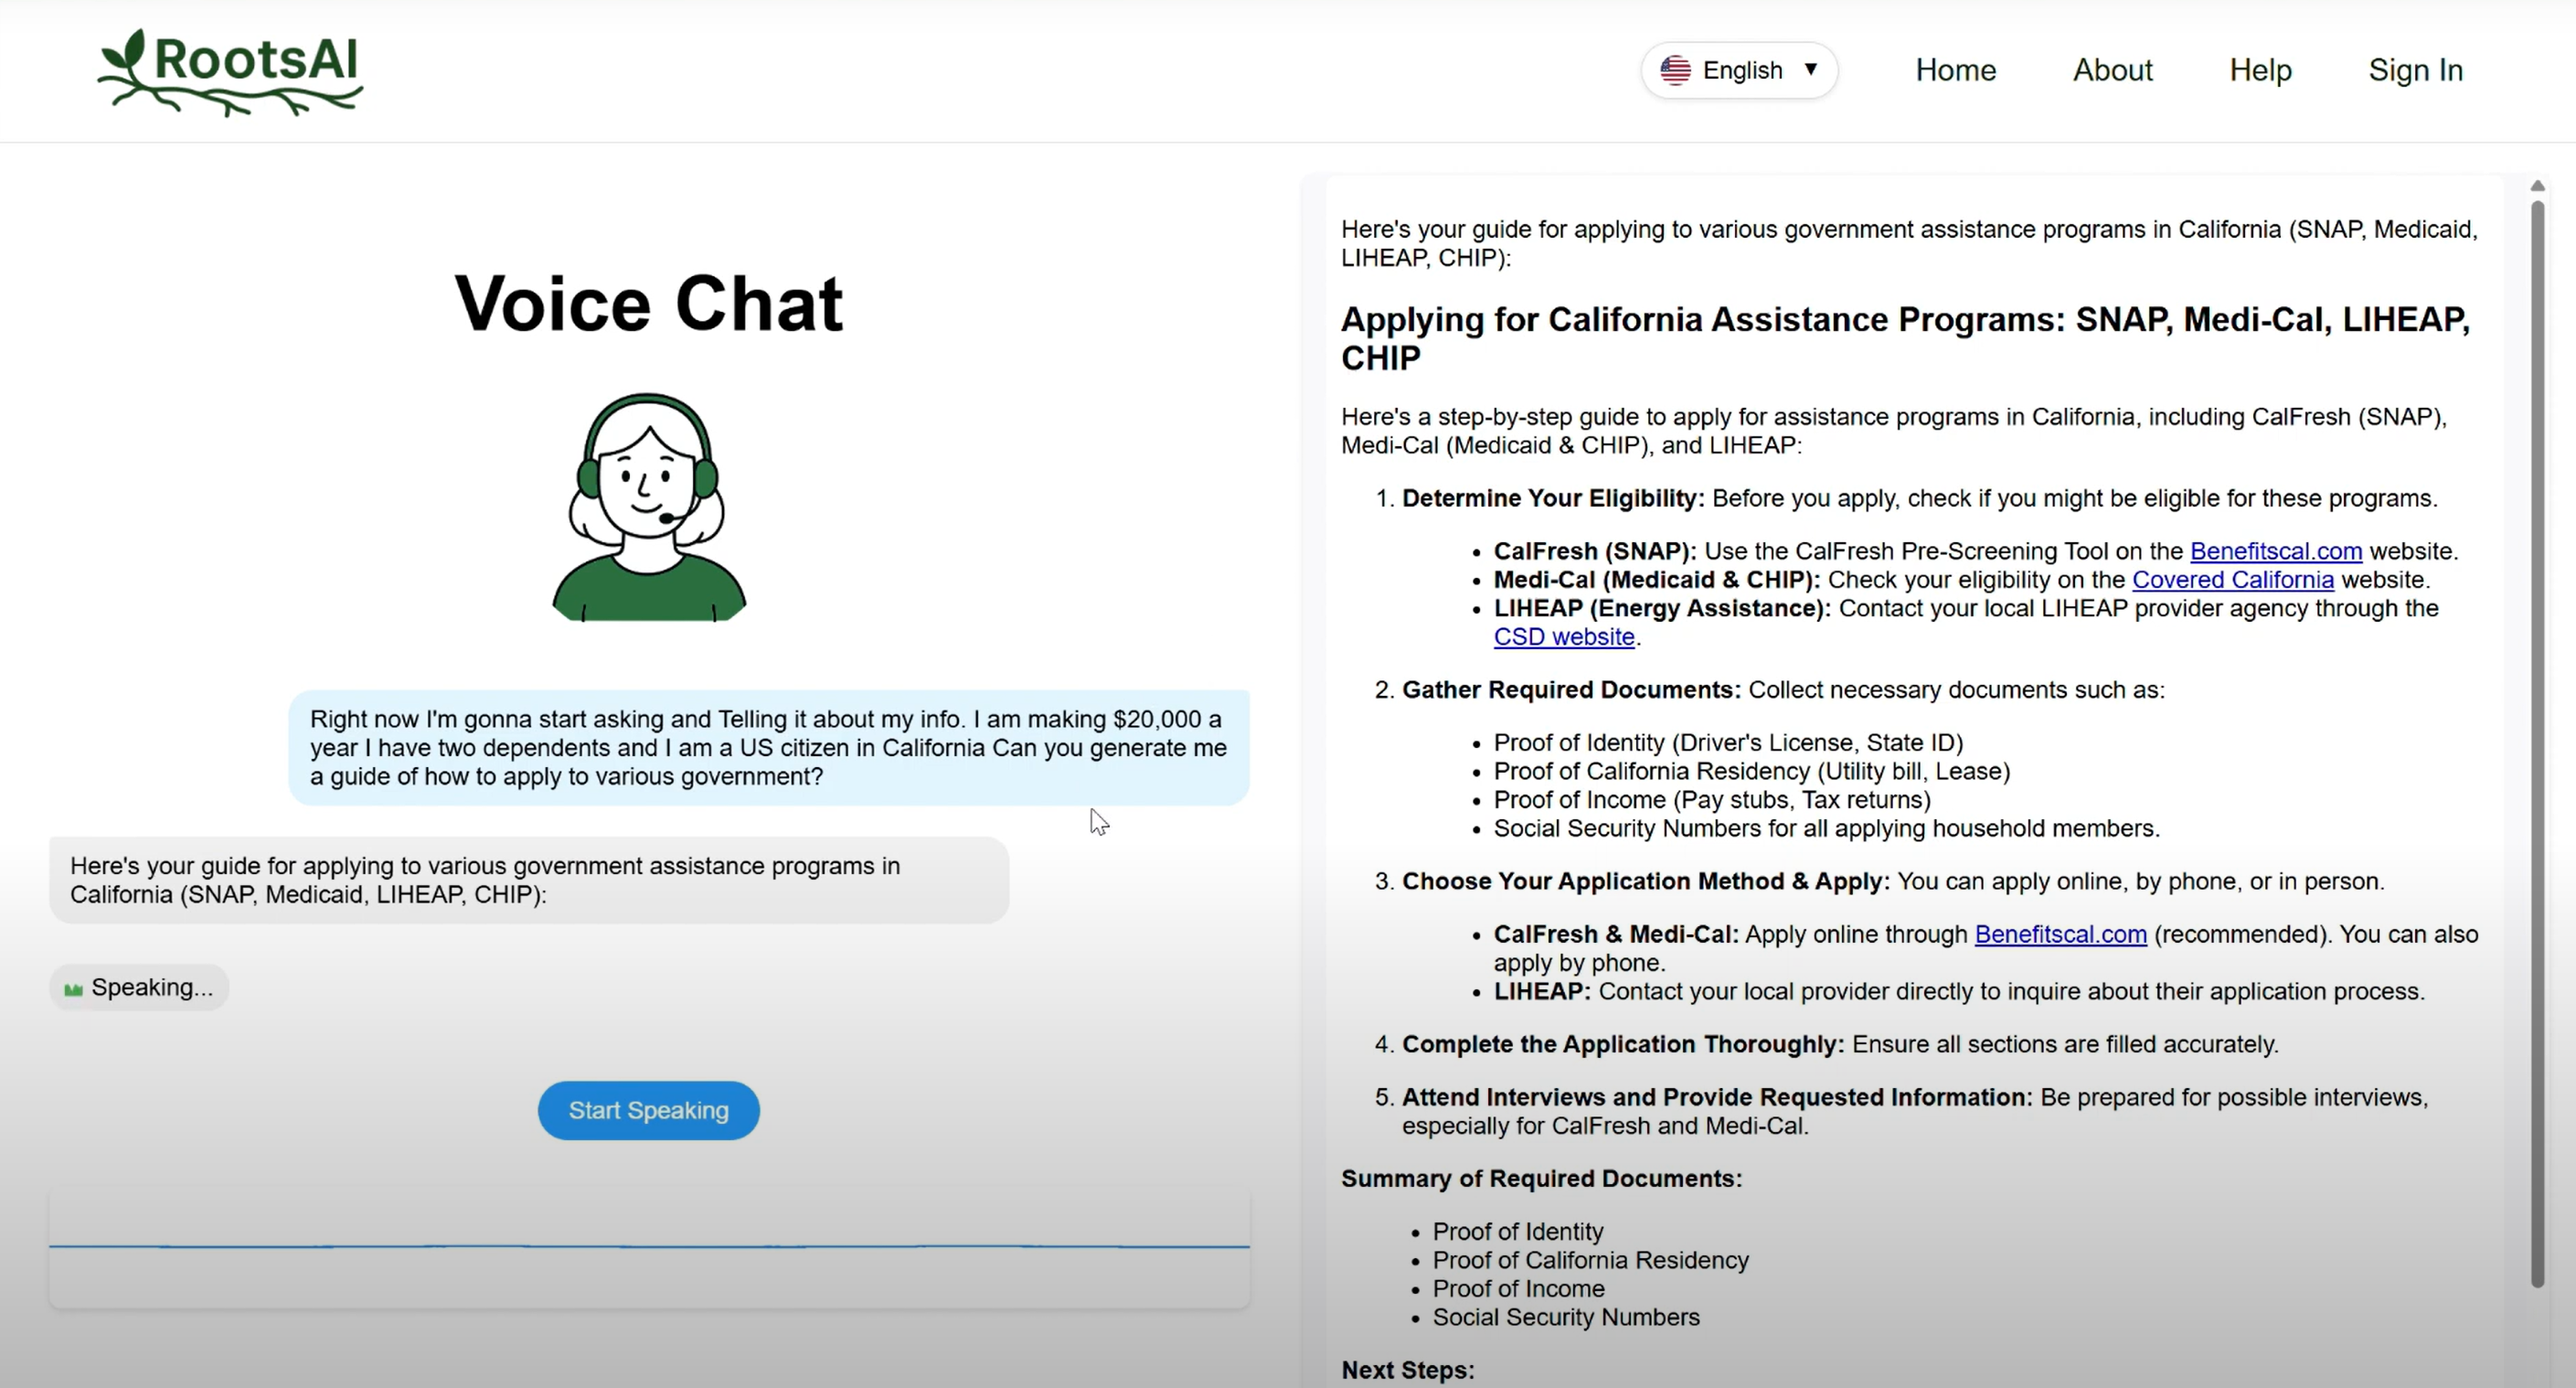 RootsAI
English ▼
Home
About
Help
Sign In
Voice Chat
Right now I'm gonna start asking and Telling it about my info. I am making $20,000 a
year I have two dependents and I am a US citizen in California Can you generate me
a guide of how to apply to various government?
Here's your guide for applying to various government assistance programs in
California (SNAP, Medicaid, LIHEAP, CHIP):
Speaking...
Start Speaking
Here's your guide for applying to various government assistance programs in California (SNAP, Medicaid,
LIHEAP, CHIP):
Applying for California Assistance Programs: SNAP, Medi-Cal, LIHEAP,
CHIP
Here's a step-by-step guide to apply for assistance programs in California, including CalFresh (SNAP),
Medi-Cal (Medicaid & CHIP), and LIHEAP:
1. Determine Your Eligibility: Before you apply, check if you might be eligible for these programs.
• CalFresh (SNAP): Use the CalFresh Pre-Screening Tool on the Benefitscal.com website.
• Medi-Cal (Medicaid & CHIP): Check your eligibility on the Covered California website.
• LIHEAP (Energy Assistance): Contact your local LIHEAP provider agency through the
CSD website.
2. Gather Required Documents: Collect necessary documents such as:
• Proof of Identity (Driver's License, State ID)
• Proof of California Residency (Utility bill, Lease)
• Proof of Income (Pay stubs, Tax returns)
• Social Security Numbers for all applying household members.
3. Choose Your Application Method & Apply: You can apply online, by phone, or in person.
• CalFresh & Medi-Cal: Apply online through Benefitscal.com (recommended). You can also
apply by phone.
• LIHEAP: Contact your local provider directly to inquire about their application process.
4. Complete the Application Thoroughly: Ensure all sections are filled accurately.
5. Attend Interviews and Provide Requested Information: Be prepared for possible interviews,
especially for CalFresh and Medi-Cal.
Summary of Required Documents:
• Proof of Identity
• Proof of California Residency
• Proof of Income
• Social Security Numbers
Next Steps: